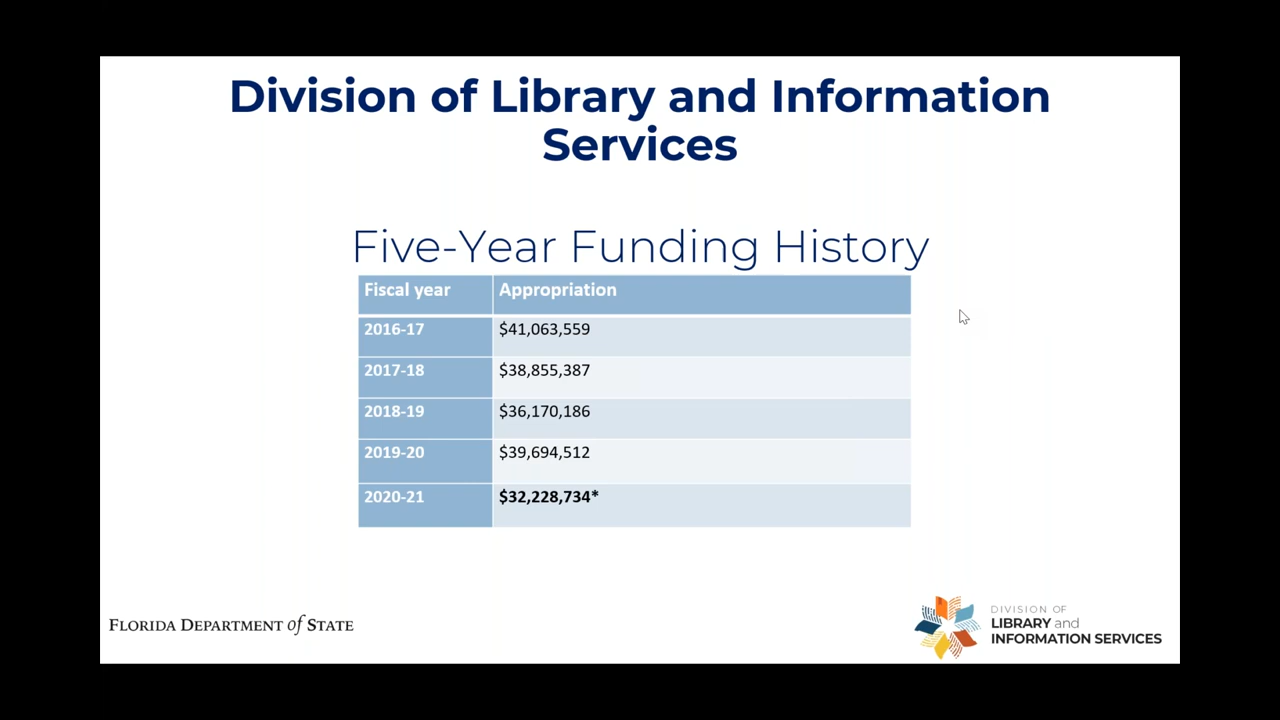 Division of Library and Information
Services
Five-Year Funding History
Fiscal year Appropriation
2016-17 $41,063,559
2017-18 $38,855,387
2018-19 $36,170,186
2019-20 $39,694,512
2020-21 $32,228,734*
FLORIDA DEPARTMENT of STATE
DIVISION OF
LIBRARY and
INFORMATION SERVICES